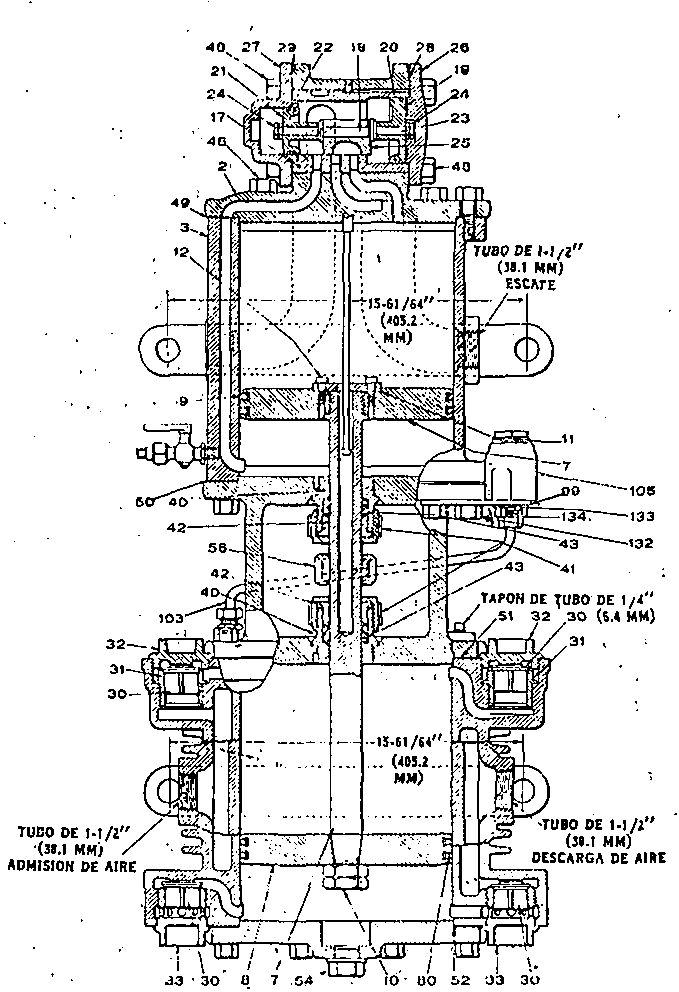 40 27 29 22 18 20 28 26
21
19
24
24
17
23
25
46
48
2
49
3
12
TUBO DE 1-1/2"
(38.1 MM)
ESCATE
13-61/64"
(403.2
MM)
9
11
7
105
50 40
99
42
134
133
43
132
56
41
42
43
40
103
TAPON DE TUBO DE 1/4"
51 32 30 (6.4 MM)
32
31
31
30
13-61/64"
(403.2
MM)
TUBO DE 1-1/2"
(38.1 MM)
ADMISION DE AIRE
TUBO DE 1-1/2"
(38.1 MM)
DESCARGA DE AIRE
33 30 8 7 54 10 80 52 33 30